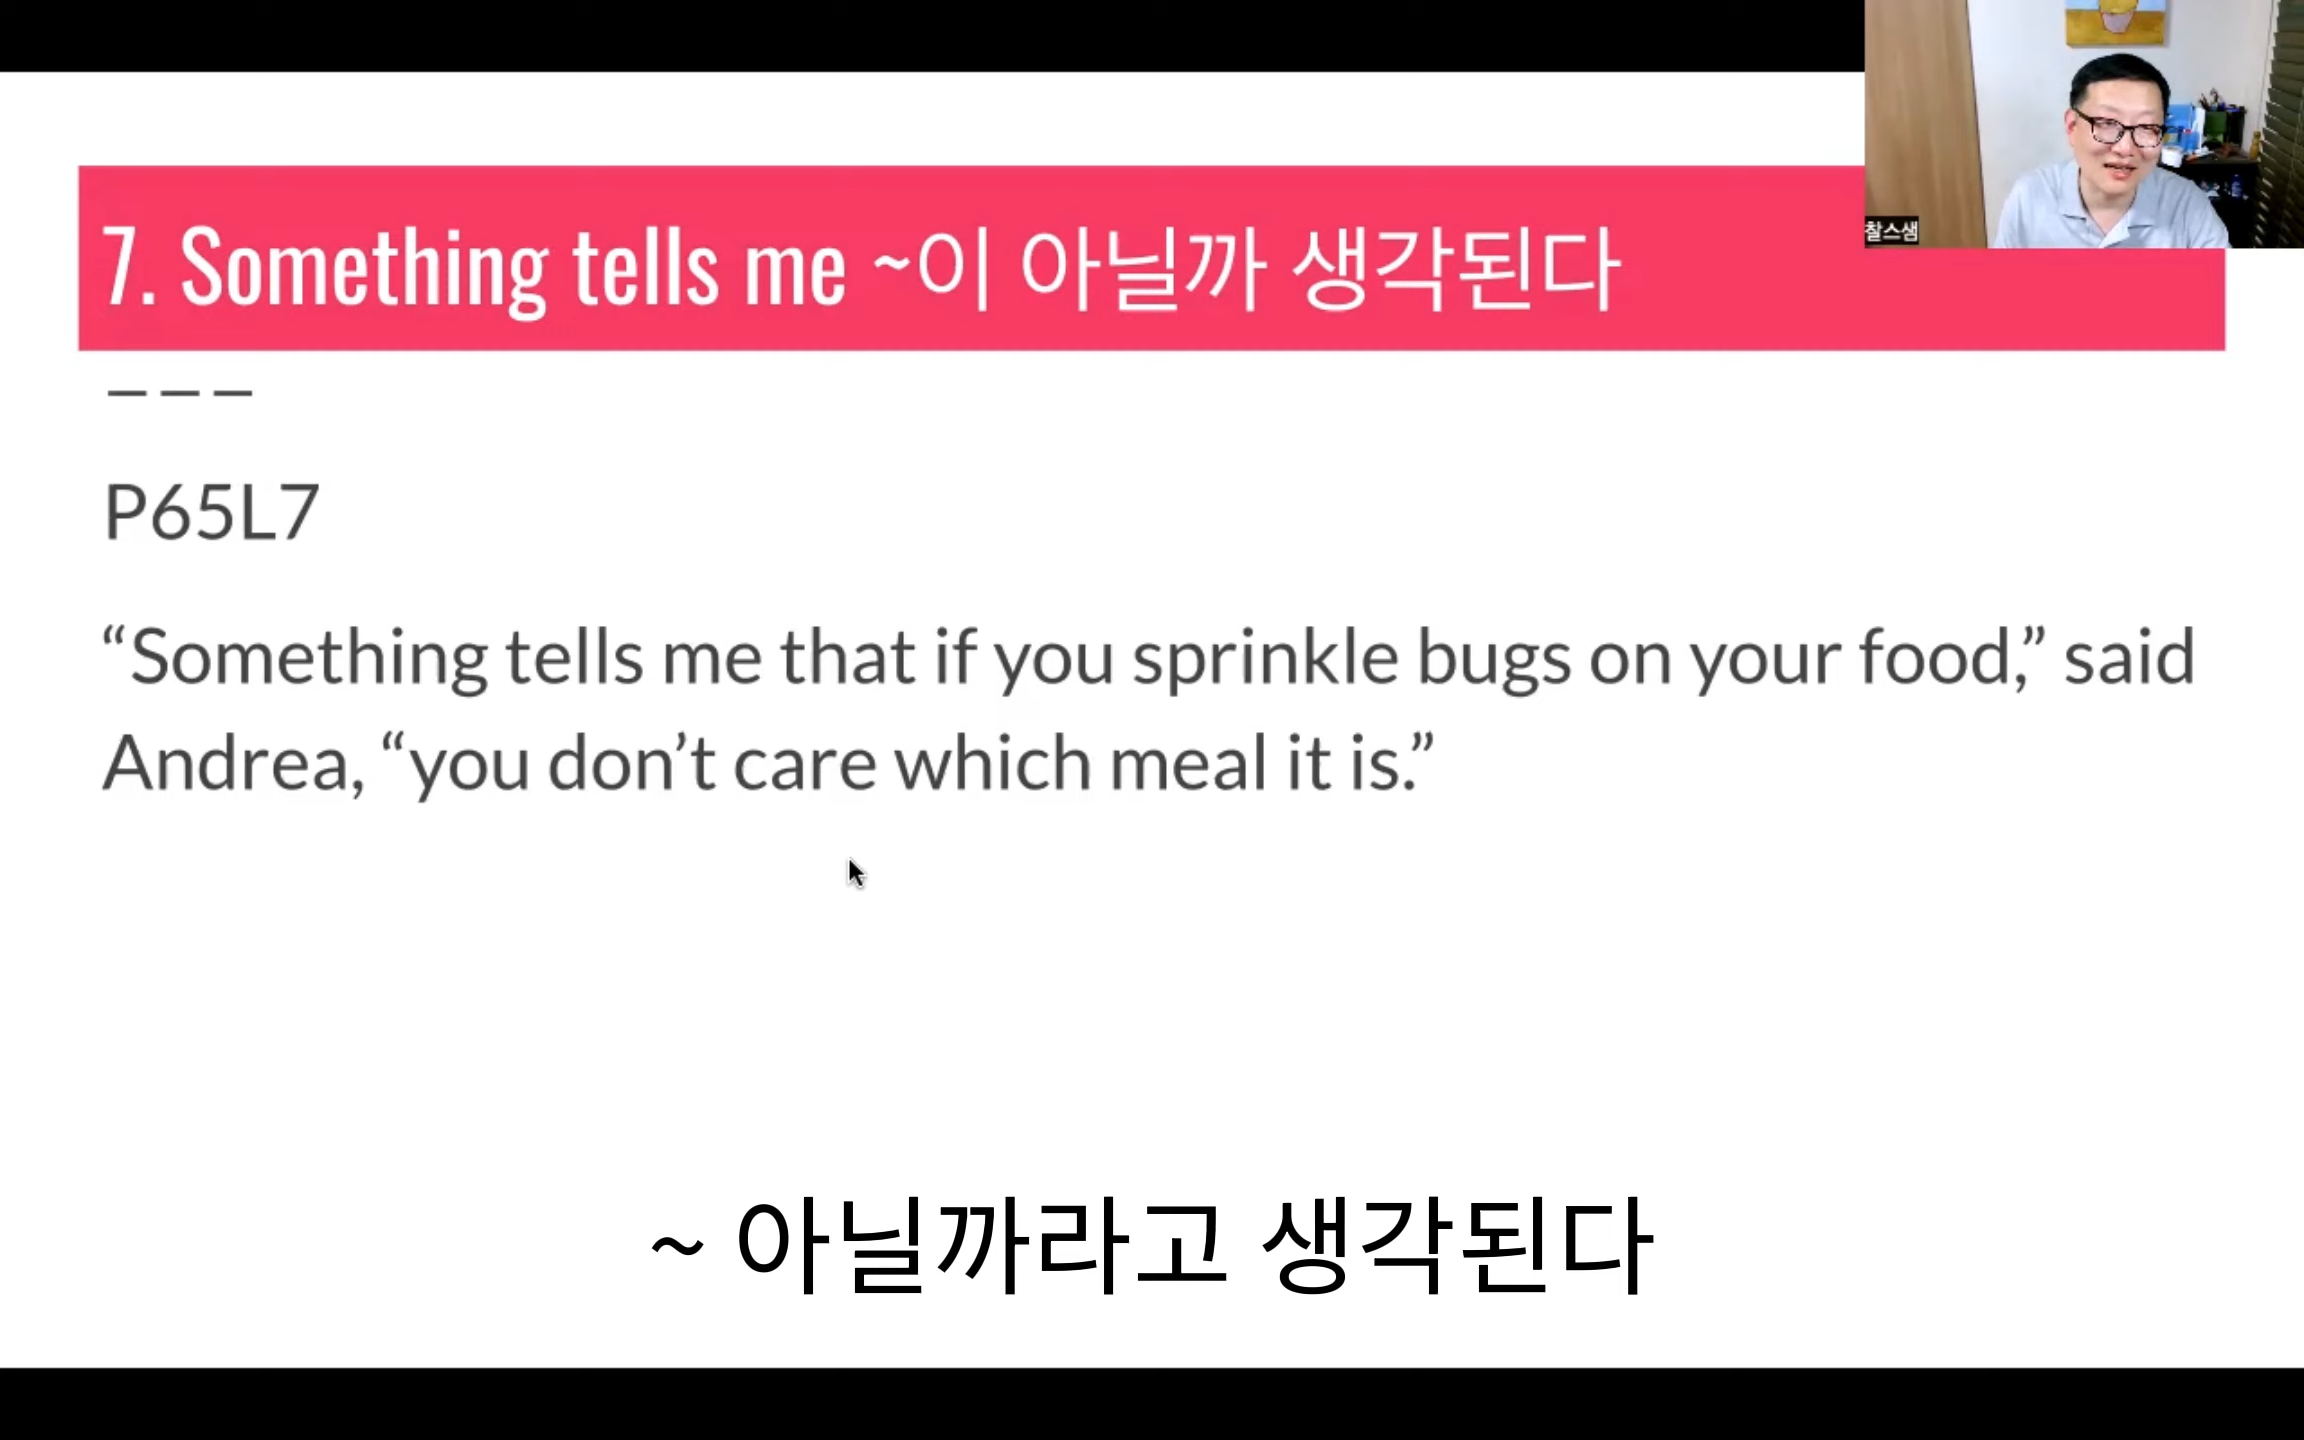 찰스샘
7. Something tells me ~이 아닐까 생각된다
P65L7
“Something tells me that if you sprinkle bugs on your food,” said
Andrea, “you don’t care which meal it is.”
~ 아닐까라고 생각된다